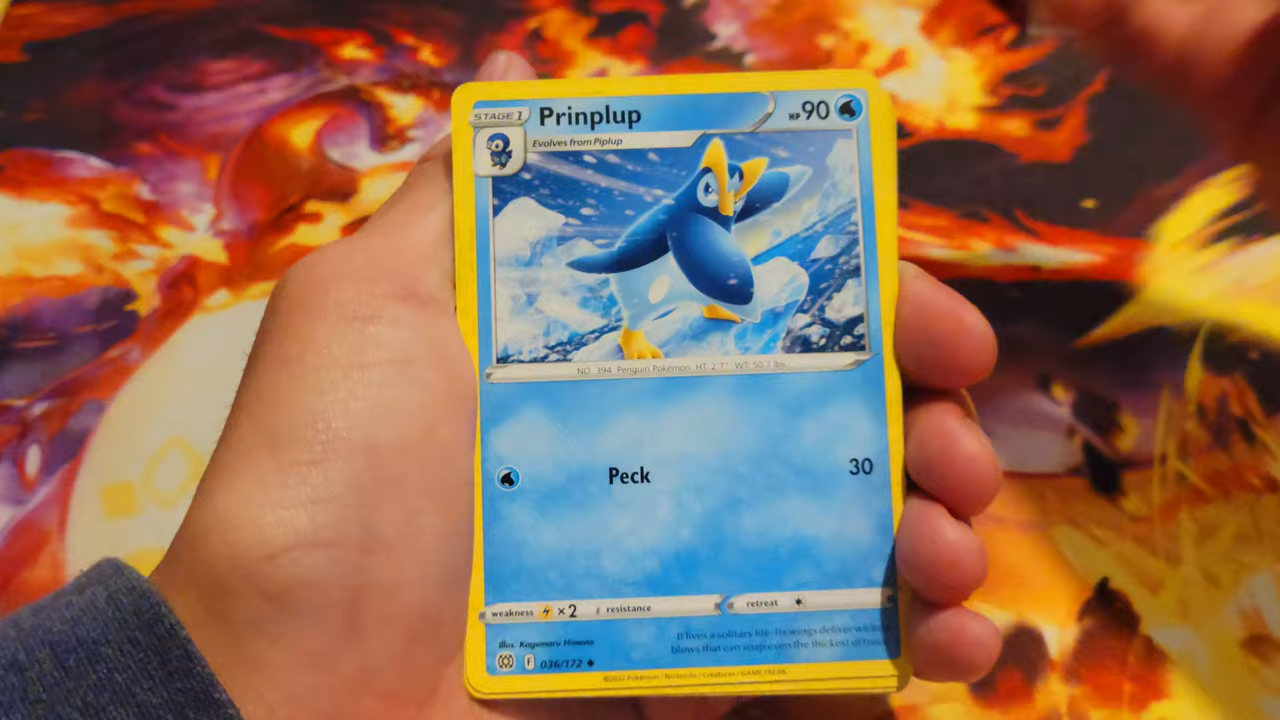 STAGE 1
Prinplup
HP 90
Evolves from Piplup
NO. 394 Penguin Pokémon HT: 2'7" WT: 50.7 lbs.
Peck 30
weakness ×2 resistance retreat
Illus. Kagemaru Himeno
It lives a solitary life. Its wings deliver wicked
blows that can snap even the thickest of trees.
F 036/172
©2022 Pokémon / Nintendo / Creatures / GAME FREAK